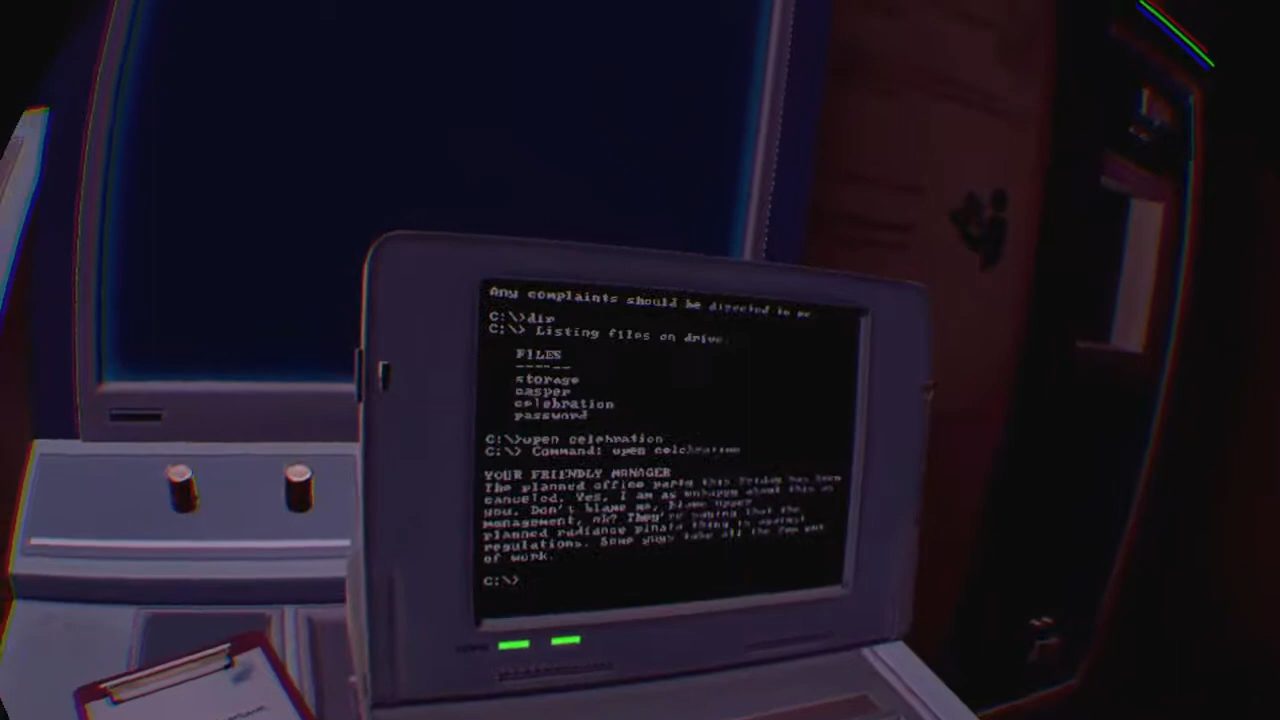 Any complaints should be directed to me
C:\>dir
C:\> Listing files on drive
FILES
------
storage
casper
celebration
password
C:\>open celebration
C:\> Command: open celebration
YOUR FRIENDLY MANAGER
The planned office party this Friday has been
canceled. Yes, I am as unhappy about this as
you. Don't blame me, blame upper
management, ok? They're saying that the
planned radiance pinata thing is against
regulations. Some guys take all the fun out
of work.
C:\>